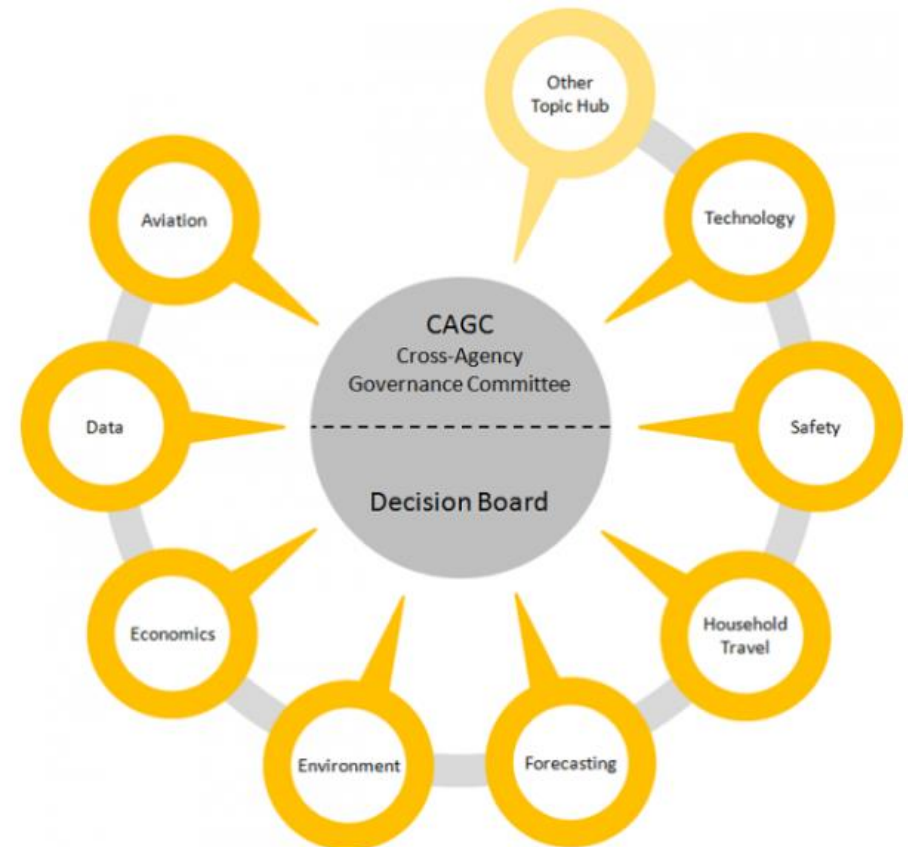 Other
Topic Hub
Aviation
Technology
CAGC
Cross-Agency
Governance Committee
Data
Safety
Decision Board
Economics
Household
Travel
Environment
Forecasting